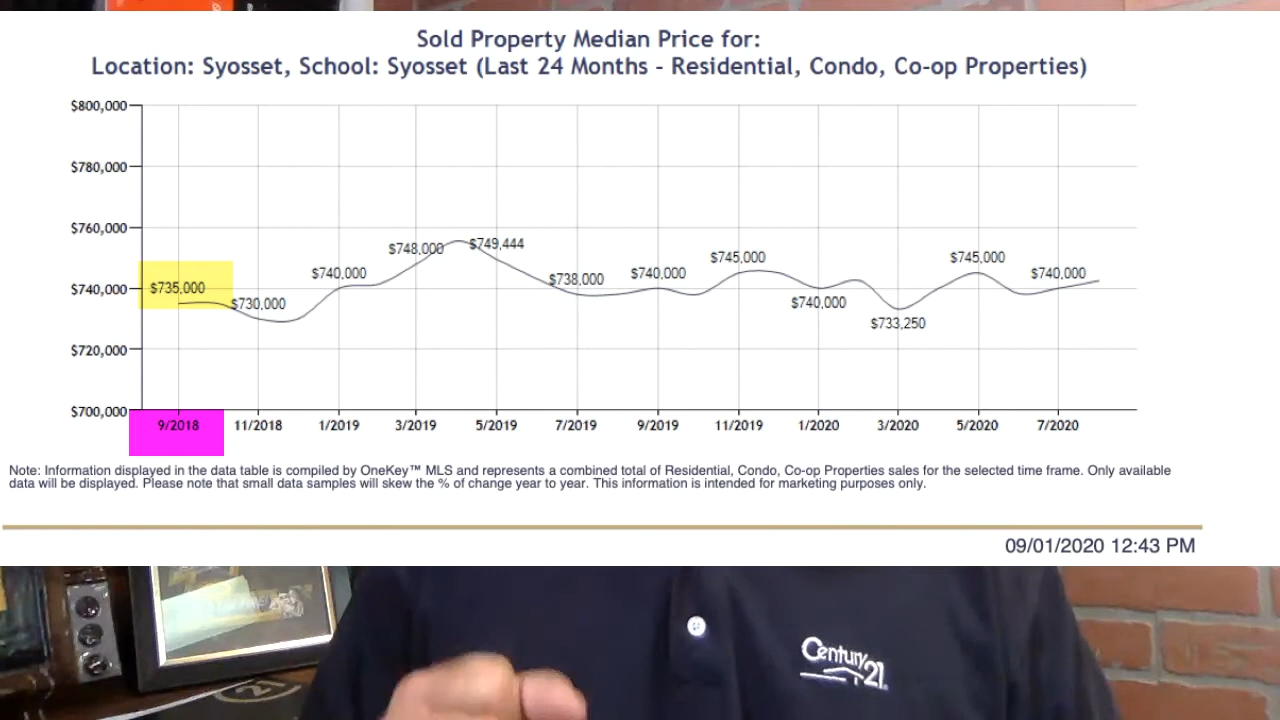 Sold Property Median Price for:
Location: Syosset, School: Syosset (Last 24 Months - Residential, Condo, Co-op Properties)
$800,000
$780,000
$760,000
$740,000
$720,000
$700,000
$735,000
$730,000
$740,000
$748,000
$749,444
$738,000
$740,000
$745,000
$740,000
$733,250
$745,000
$740,000
9/2018 11/2018 1/2019 3/2019 5/2019 7/2019 9/2019 11/2019 1/2020 3/2020 5/2020 7/2020
Note: Information displayed in the data table is compiled by OneKey™ MLS and represents a combined total of Residential, Condo, Co-op Properties sales for the selected time frame. Only available
data will be displayed. Please note that small data samples will skew the % of change year to year. This information is intended for marketing purposes only.
09/01/2020 12:43 PM
Century
21